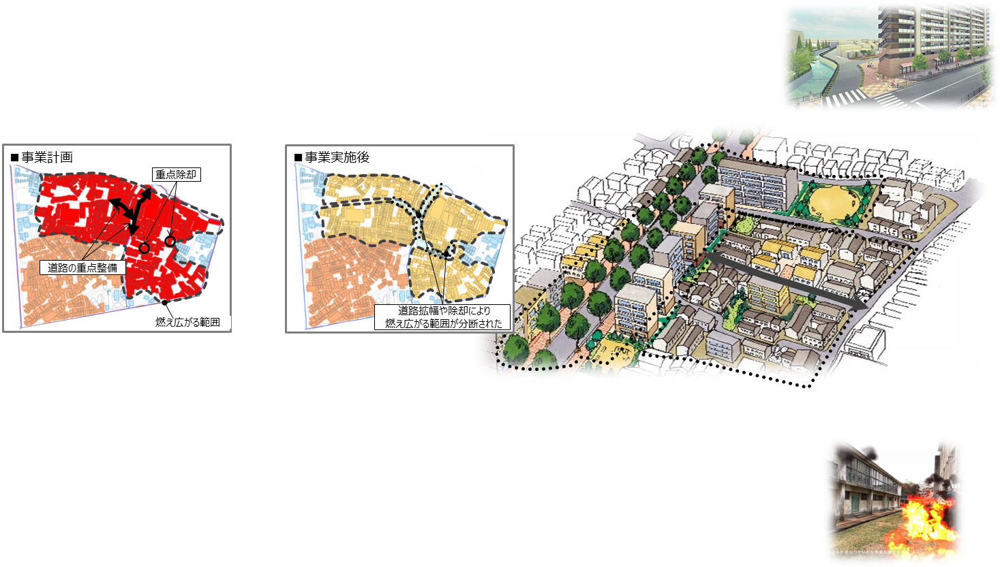 ■事業計画
重点除却
道路の重点整備
燃え広がる範囲
■事業実施後
道路拡幅や除却により
燃え広がる範囲が分断された